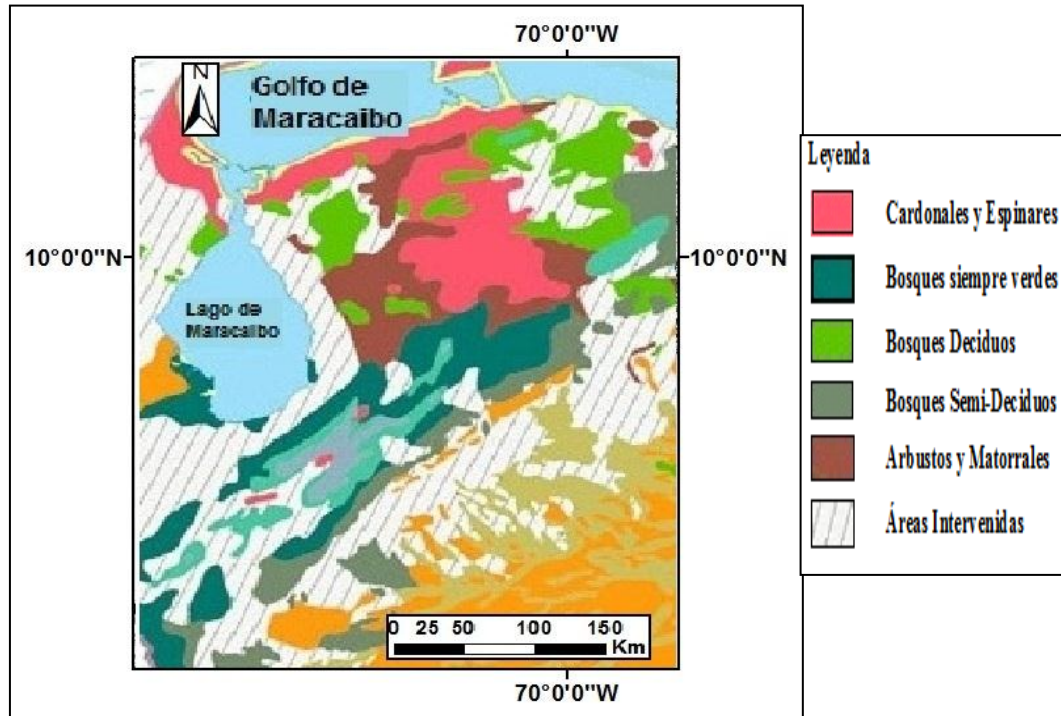 70°0'0"W
N
Golfo de
Maracaibo
10°0'0"N
10°0'0"N
Lago de
Maracaibo
0 25 50 100 150
Km
70°0'0"W
Leyenda
Cardonales y Espinares
Bosques siempre verdes
Bosques Deciduos
Bosques Semi-Deciduos
Arbustos y Matorrales
Áreas Intervenidas